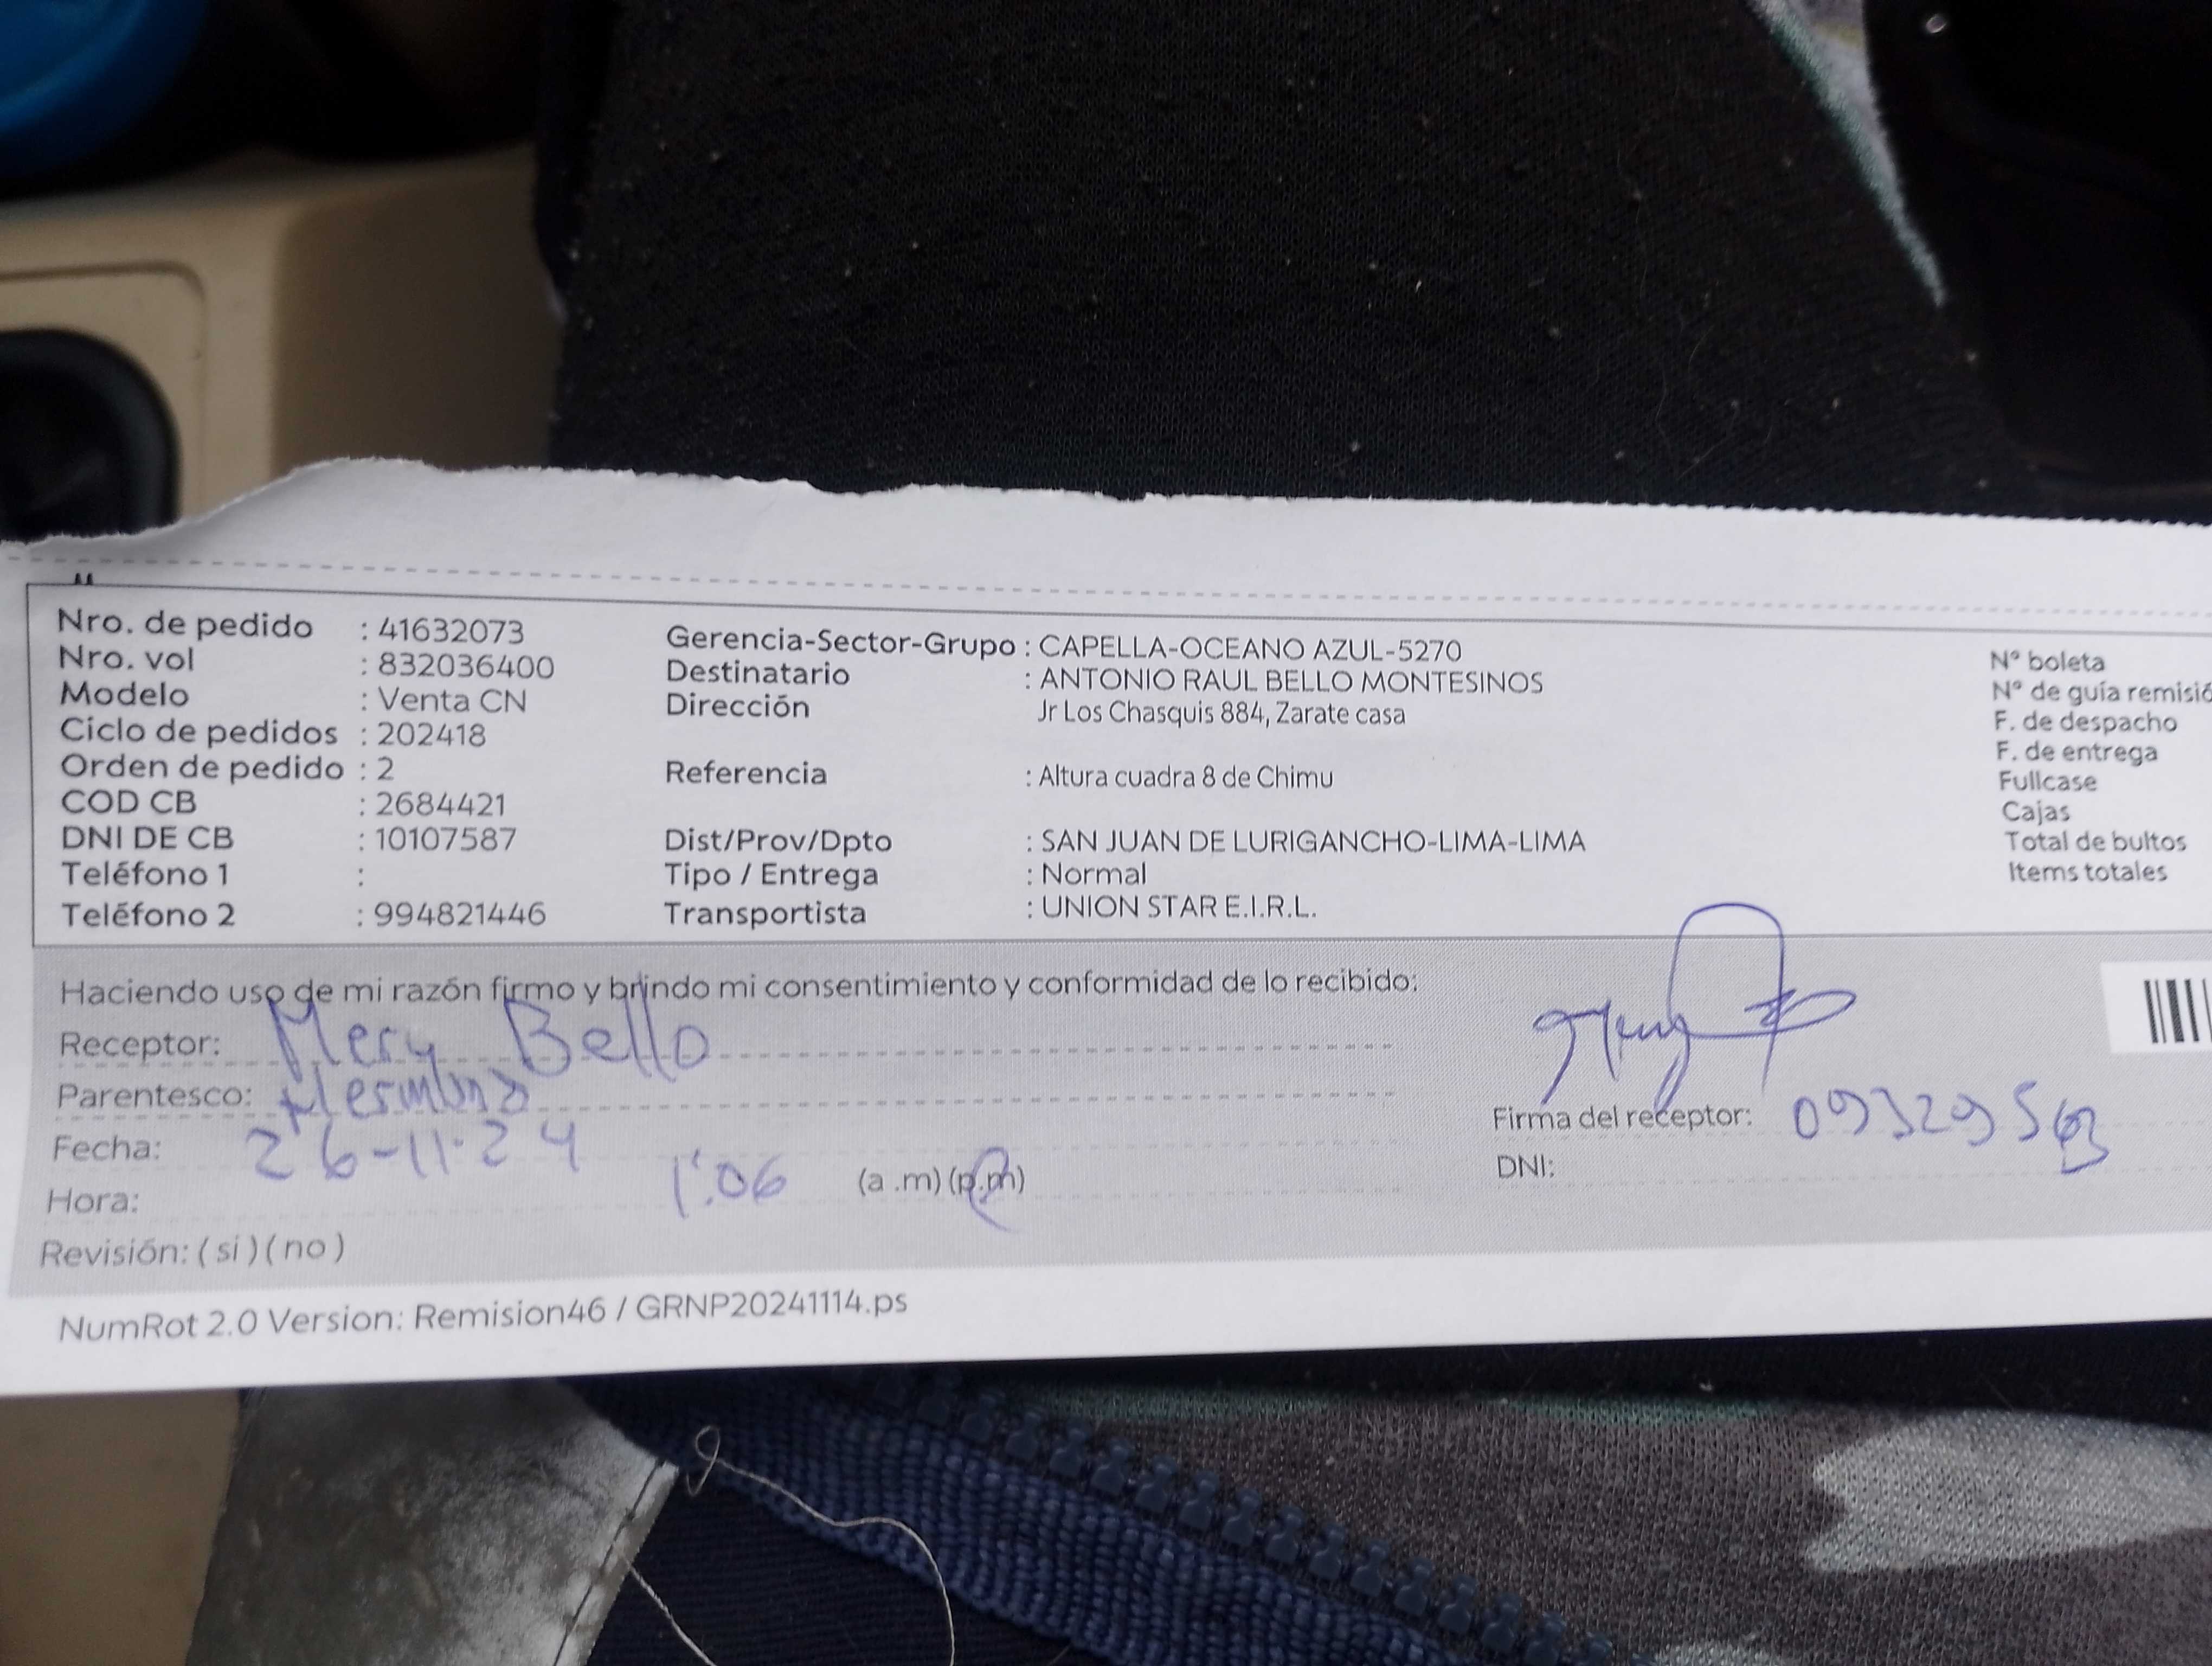 Nro. de pedido : 41632073
Nro. vol : 832036400
Modelo : Venta CN
Ciclo de pedidos : 202418
Orden de pedido : 2
COD CB : 2684421
DNI DE CB : 10107587
Teléfono 1 :
Teléfono 2 : 994821446
Gerencia-Sector-Grupo : CAPELLA-OCEANO AZUL-5270
Destinatario : ANTONIO RAUL BELLO MONTESINOS
Dirección Jr Los Chasquis 884, Zarate casa
Referencia : Altura cuadra 8 de Chimu
Dist/Prov/Dpto : SAN JUAN DE LURIGANCHO-LIMA-LIMA
Tipo / Entrega : Normal
Transportista : UNION STAR E.I.R.L.
N° boleta
N° de guía remisió
F. de despacho
F. de entrega
Fullcase
Cajas
Total de bultos
Items totales
Haciendo uso de mi razón firmo y brindo mi consentimiento y conformidad de lo recibido:
Receptor: Mery Bello
Parentesco: Hermana
Fecha: 26-11-24
Hora: 1:06 (a .m) (p.m)
Revisión: ( si ) ( no )
Firma del receptor:
DNI:
NumRot 2.0 Version: Remision46 / GRNP20241114.ps